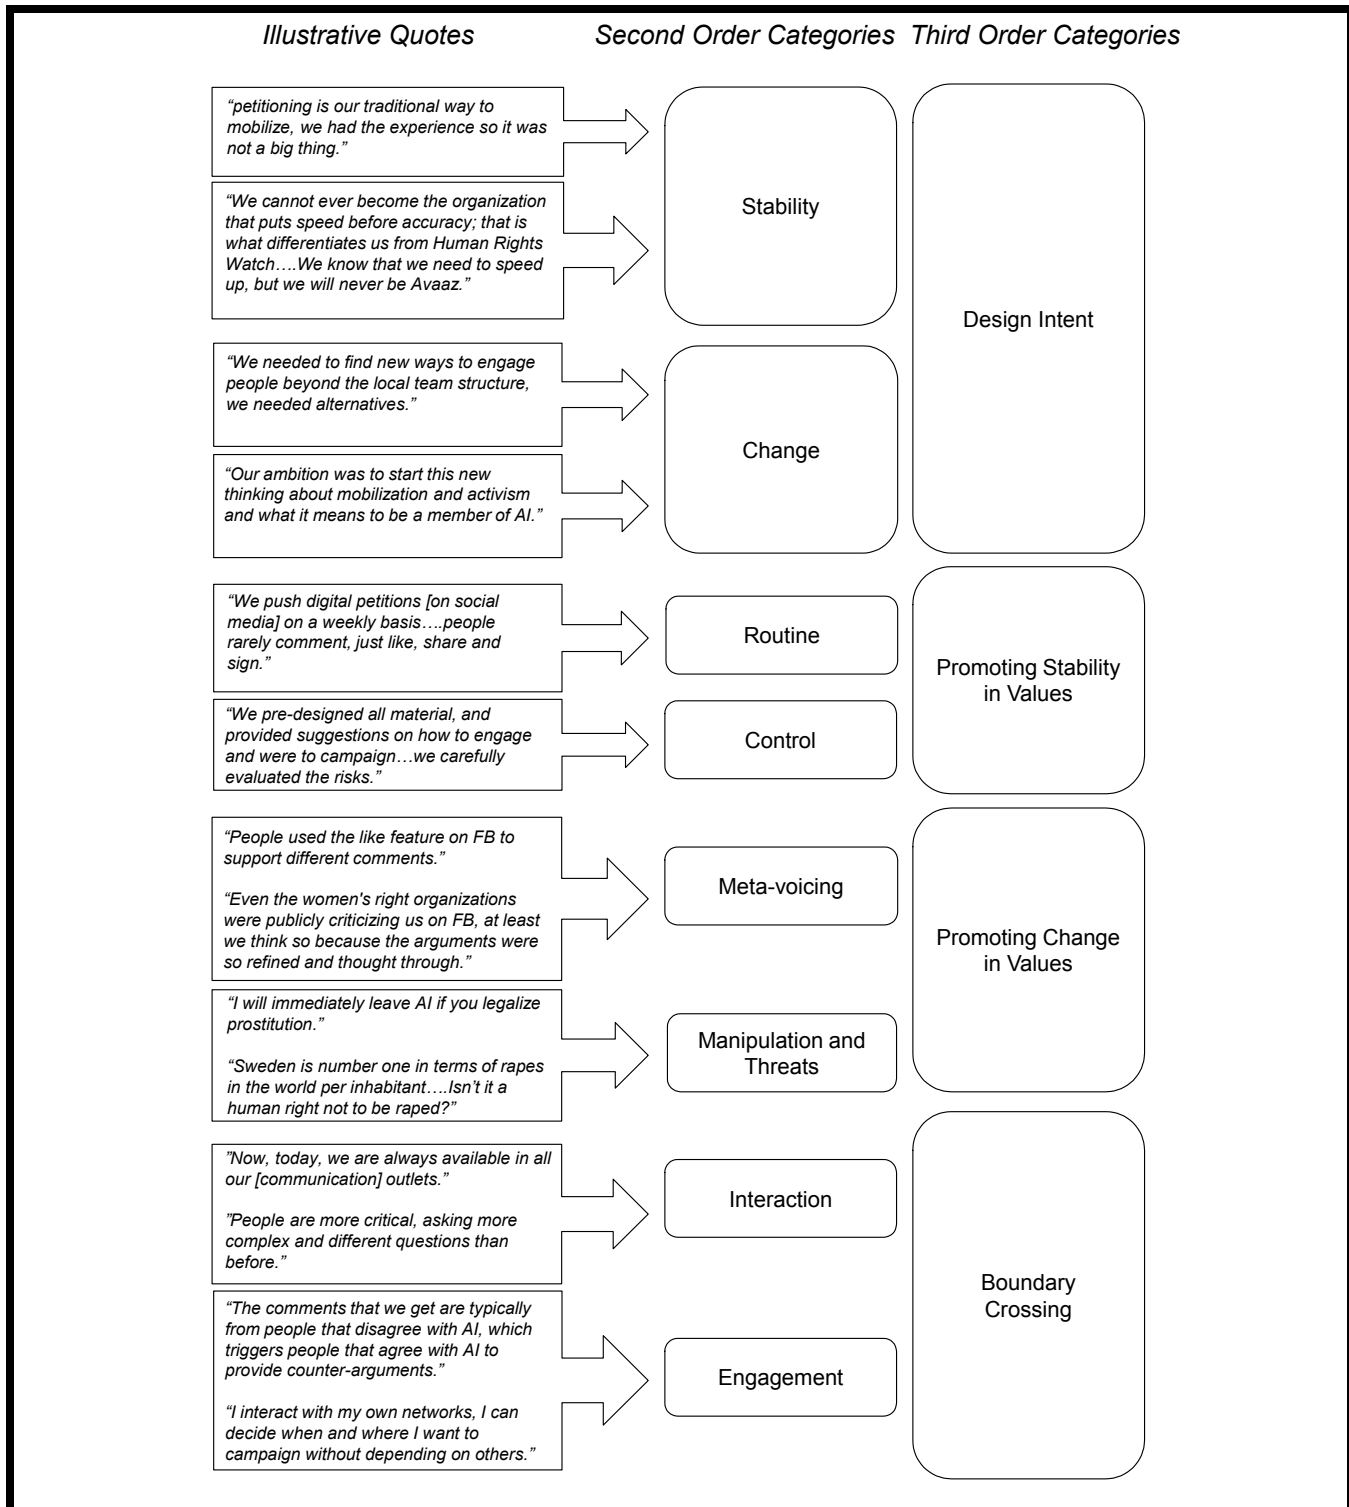 Illustrative Quotes
Second Order Categories
Third Order Categories
“petitioning is our traditional way to
mobilize, we had the experience so it was
not a big thing.”
“We cannot ever become the organization
that puts speed before accuracy; that is
what differentiates us from Human Rights
Watch….We know that we need to speed
up, but we will never be Avaaz.”
Stability
“We needed to find new ways to engage
people beyond the local team structure,
we needed alternatives.”
“Our ambition was to start this new
thinking about mobilization and activism
and what it means to be a member of AI.”
Change
Design Intent
“We push digital petitions [on social
media] on a weekly basis….people
rarely comment, just like, share and
sign.”
Routine
“We pre-designed all material, and
provided suggestions on how to engage
and were to campaign…we carefully
evaluated the risks.”
Control
Promoting Stability
in Values
“People used the like feature on FB to
support different comments.”
“Even the women's right organizations
were publicly criticizing us on FB, at least
we think so because the arguments were
so refined and thought through.”
Meta-voicing
“I will immediately leave AI if you legalize
prostitution.”
“Sweden is number one in terms of rapes
in the world per inhabitant….Isn’t it a
human right not to be raped?”
Manipulation and
Threats
Promoting Change
in Values
”Now, today, we are always available in all
our [communication] outlets.”
”People are more critical, asking more
complex and different questions than
before.”
Interaction
“The comments that we get are typically
from people that disagree with AI, which
triggers people that agree with AI to
provide counter-arguments.”
“I interact with my own networks, I can
decide when and where I want to
campaign without depending on others.”
Engagement
Boundary
Crossing